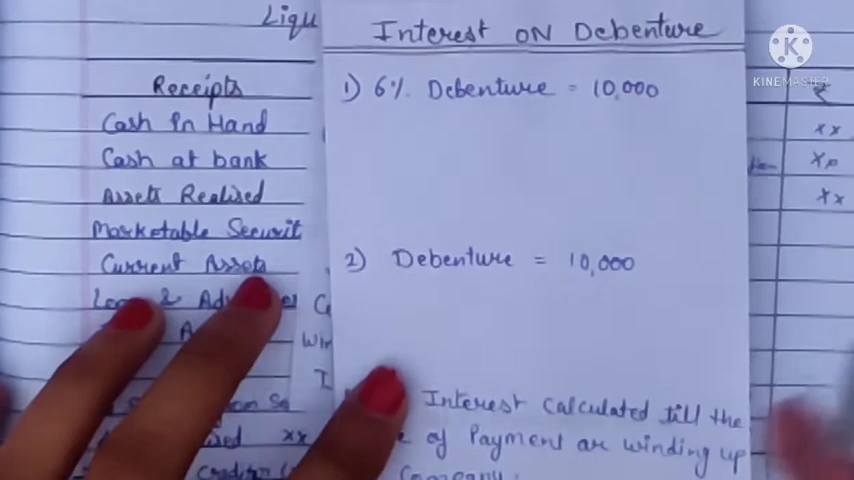 Liqu
Receipts
Cash In Hand
Cash at bank
Assets Realised
Marketable Securit
Current Assets
Interest ON Debenture
1) 6% Debenture = 10,000
2) Debenture = 10,000
Interest calculated till the
of Payment are winding up
Company.
KINEMASTER
₹
xx
xx
xx
xx